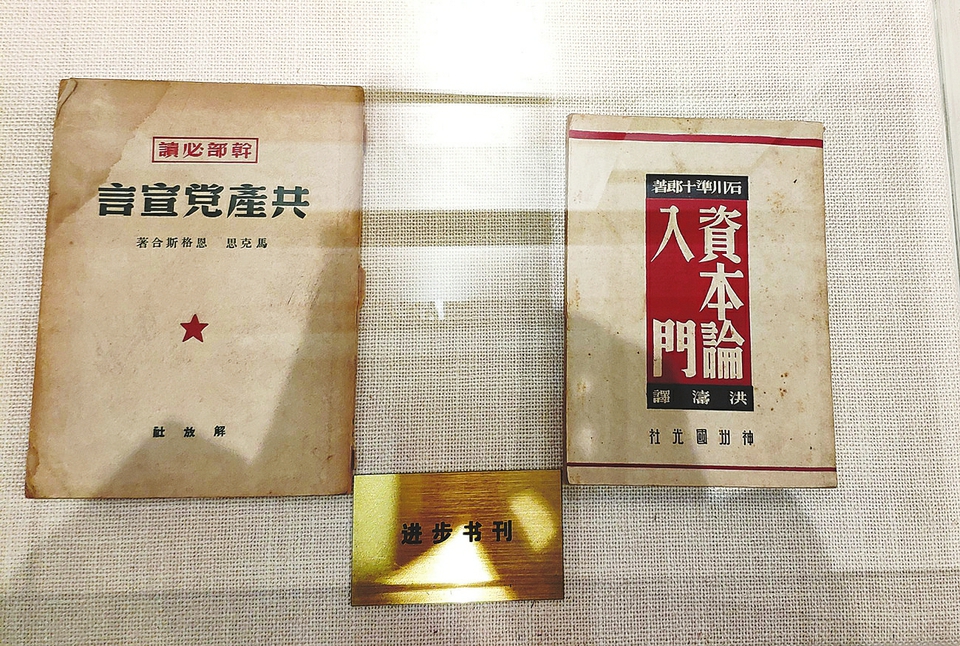 幹部必讀
共產党宣言
馬克思 恩格斯合著
解放社
石川準十郎著
資本論
入門
洪濤譯
神州國光社
进步书刊